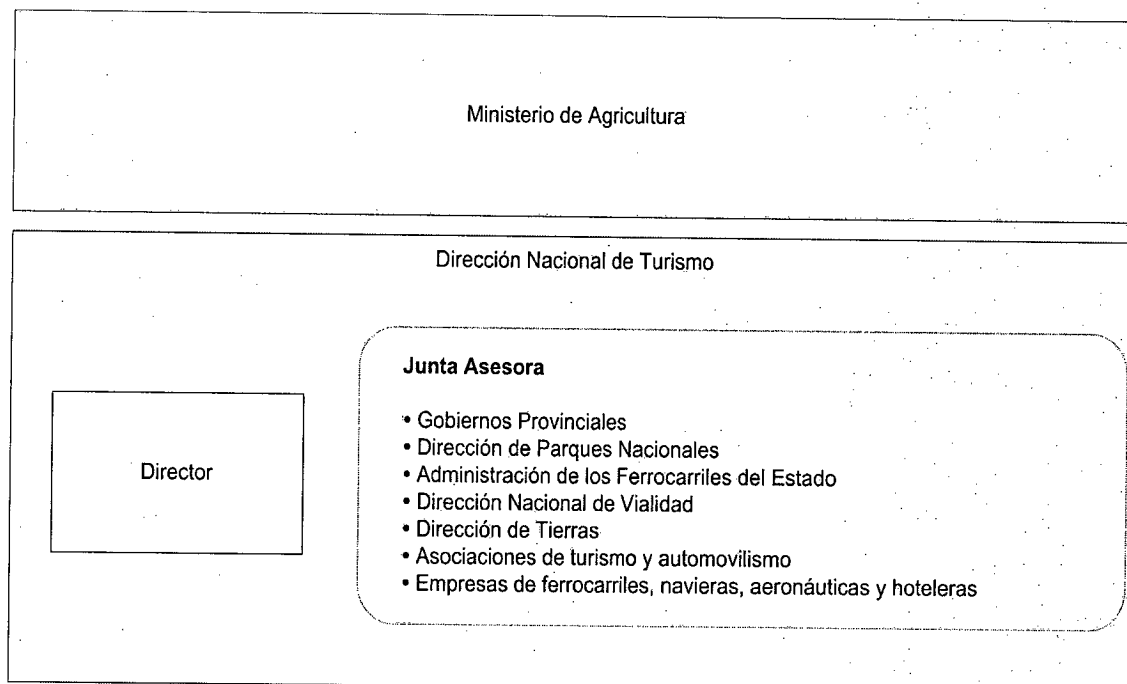 Ministerio de Agricultura
Dirección Nacional de Turismo
Director
Junta Asesora
• Gobiernos Provinciales
• Dirección de Parques Nacionales
• Administración de los Ferrocarriles del Estado
• Dirección Nacional de Vialidad
• Dirección de Tierras
• Asociaciones de turismo y automovilismo
• Empresas de ferrocarriles, navieras, aeronáuticas y hoteleras